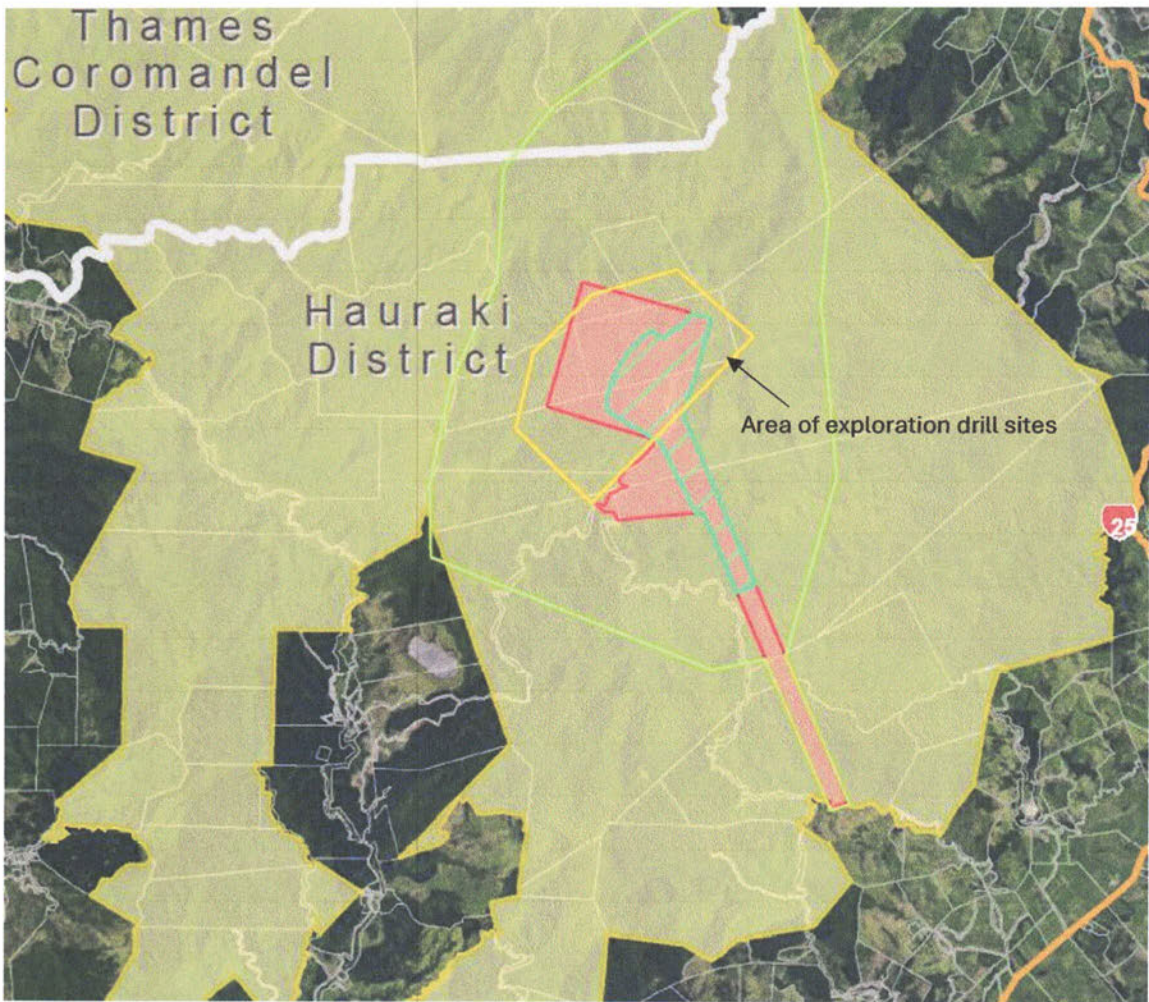 Thames
Coromandel
District
Hauraki
District
Area of exploration drill sites
25